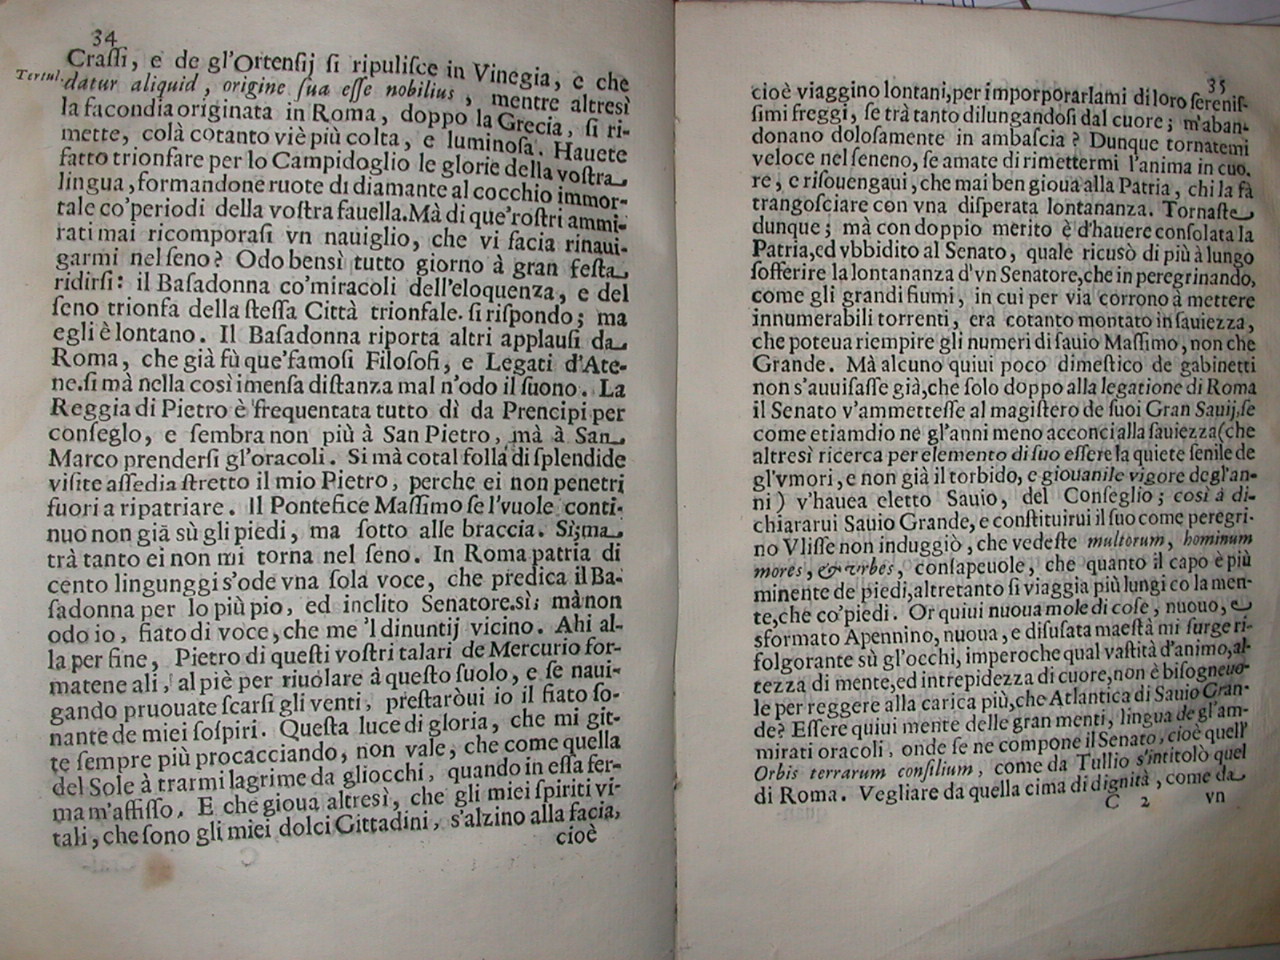 34
Craſſi, e de gl'Ortenſij ſi ripuliſce in Vinegia, e che
Tertul. datur aliquid, origine ſua eſſe nobilius, mentre altresì
la facondia originata in Roma, doppo la Grecia, ſi ri-
mette, colà cotanto viè più colta, e luminoſa. Hauete
fatto trionfare per lo Campidoglio le glorie della voſtra
lingua, formandone ruote di diamante al cocchio immor-
tale co'periodi della voſtra fauella. Mà di que'roſtri ammi-
rati mai ricomporaſi vn nauiglio, che vi facia rinaui-
garmi nel ſeno? Odo bensì tutto giorno à gran feſta
ridirſi: il Baſadonna co'miracoli dell'eloquenza, e del
ſeno trionfa della ſteſſa Città trionfale. ſi riſpondo; ma
egli è lontano. Il Baſadonna riporta altri applauſi da
Roma, che già fù que'famoſi Filoſofi, e Legati d'Ate-
ne. ſi mà nella così imenſa diſtanza mal n'odo il ſuono. La
Reggia di Pietro è frequentata tutto dì da Prencipi per
conſeglo, e ſembra non più à San Pietro, mà à San
Marco prenderſi gl'oracoli. Si mà cotal folla di ſplendide
viſite aſſedia ſtretto il mio Pietro, perche ei non penetri
fuori a ripatriare. Il Pontefice Maſſimo ſe l'vuole conti-
nuo non già sù gli piedi, ma ſotto alle braccia. Si; ma
trà tanto ei non mi torna nel ſeno. In Roma patria di
cento lingunggi s'ode vna ſola voce, che predica il Ba-
ſadonna per lo più pio, ed inclito Senatore. sì; mà non
odo io, fiato di voce, che me 'l dinuntij vicino. Ahi al-
la per fine, Pietro di queſti voſtri talari de Mercurio for-
matene ali, al piè per riuolare à queſto ſuolo, e ſe naui-
gando pruouate ſcarſi gli venti, preſtaròui io il fiato ſo-
nante de miei ſoſpiri. Queſta luce di gloria, che mi git-
te ſempre più procacciando, non vale, che come quella
del Sole à trarmi lagrime da gliocchi, quando in eſſa fer-
ma m'affiſſo. E che gioua altresì, che gli miei ſpiriti vi-
tali, che ſono gli miei dolci Cittadini, s'alzino alla facia,
cioè
35
cioè viaggino lontani, per imporporarlami di loro ſereniſ-
ſimi freggi, ſe trà tanto dilungandoſi dal cuore; m'aban-
donano doloſamente in ambaſcia? Dunque tornatemi
veloce nel ſeneno, ſe amate di rimettermi l'anima in cuo.
re, e riſouengaui, che mai ben gioua alla Patria, chi la fà
trangoſciare con vna diſperata lontananza. Tornaſte
dunque; mà con doppio merito è d'hauere conſolata la
Patria, ed vbbidito al Senato, quale ricusò di più à lungo
ſofferire la lontananza d'vn Senatore, che in peregrinando,
come gli grandi fiumi, in cui per via corrono à mettere
innumerabili torrenti, era cotanto montato in ſauiezza,
che poteua riempire gli numeri di ſauio Maſſimo, non che
Grande. Mà alcuno quiui poco dimeſtico de gabinetti
non s'auuiſaſſe già, che ſolo doppo alla legatione di Roma
il Senato v'ammetteſſe al magiſtero de ſuoi Gran Sauij, ſe
come etiamdio ne gl'anni meno acconci alla ſauiezza (che
altresì ricerca per elemento di ſuo eſſere la quiete ſenile de
gl'vmori, e non già il torbido, e giouanile vigore degl'an-
ni) v'hauea eletto Sauio, del Conſeglio; così à di-
chiararui Sauio Grande, e conſtituirui il ſuo come peregri-
no Vliſſe non induggiò, che vedeſte multorum, hominum
mores, & vrbes, conſapeuole, che quanto il capo è più
minente de piedi, altretanto ſi viaggia più lungi co la men-
te, che co'piedi. Or quiui nuoua mole di coſe, nuouo, e
sformato Apennino, nuoua, e diſuſata maeſtà mi ſurge ri-
folgorante sù gl'occhi, imperoche qual vaſtità d'animo, al-
tezza di mente, ed intrepidezza di cuore, non è biſogneuo-
le per reggere alla carica più, che Atlantica di Sauio Gran-
de? Eſſere quiui mente delle gran menti, lingua de gl'am-
mirati oracoli, onde ſe ne compone il Senato, cioè quell'
Orbis terrarum conſilium, come da Tullio s'intitolò quel
di Roma. Vegliare da quella cima di dignità, come da
C 2 vn